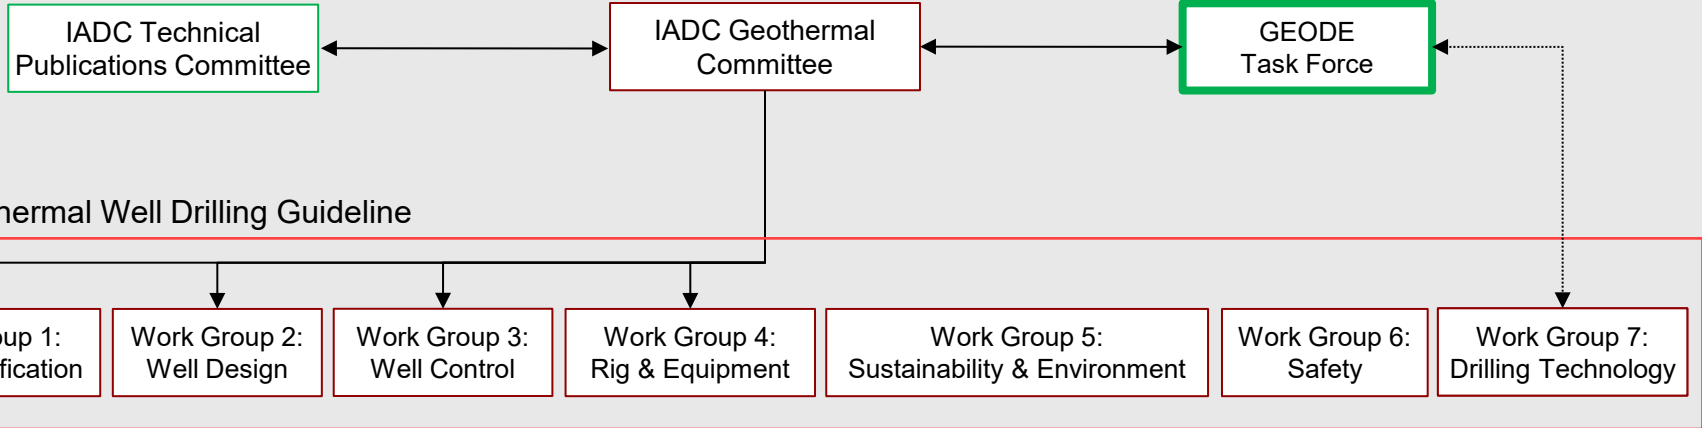 IADC Technical
Publications Committee
IADC Geothermal
Committee
GEODE
Task Force
hermal Well Drilling Guideline
oup 1:
fication
Work Group 2:
Well Design
Work Group 3:
Well Control
Work Group 4:
Rig & Equipment
Work Group 5:
Sustainability & Environment
Work Group 6:
Safety
Work Group 7:
Drilling Technology